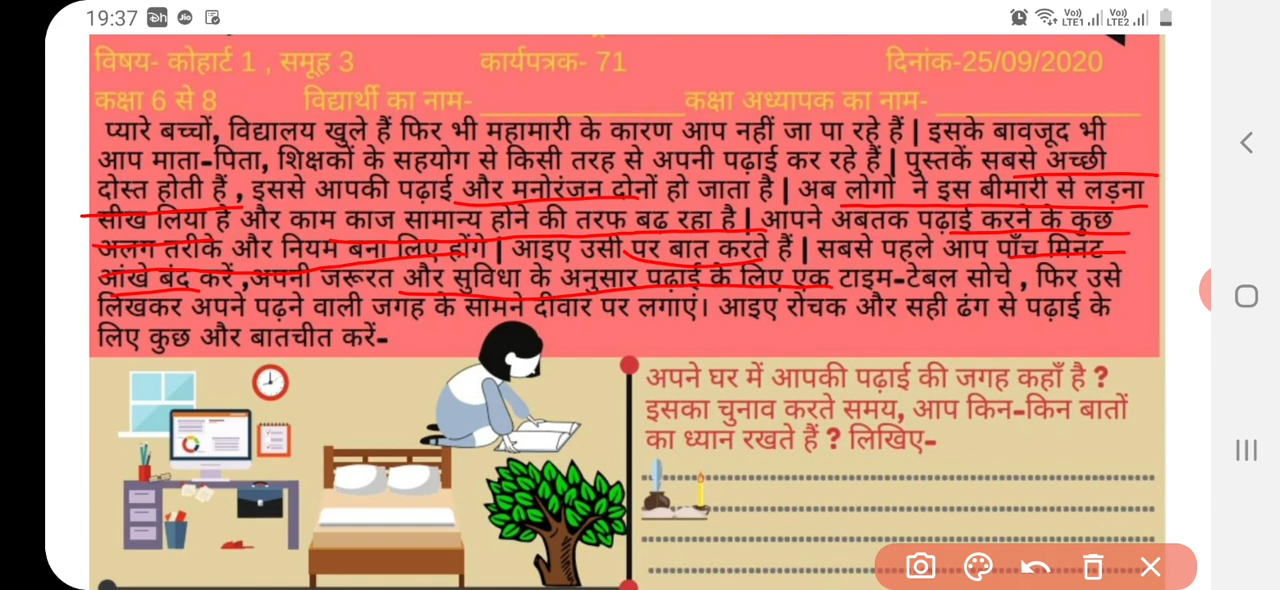 19:37
Vo)) LTE1 Vo)) LTE2
विषय- कोहार्ट 1 , समूह 3 कार्यपत्रक- 71 दिनांक-25/09/2020
कक्षा 6 से 8 विद्यार्थी का नाम- कक्षा अध्यापक का नाम-
प्यारे बच्चों, विद्यालय खुले हैं फिर भी महामारी के कारण आप नहीं जा पा रहे हैं | इसके बावजूद भी
आप माता-पिता, शिक्षकों के सहयोग से किसी तरह से अपनी पढ़ाई कर रहे हैं | पुस्तकें सबसे अच्छी
दोस्त होती हैं , इससे आपकी पढ़ाई और मनोरंजन दोनों हो जाता है | अब लोगों ने इस बीमारी से लड़ना
सीख लिया है और काम काज सामान्य होने की तरफ बढ रहा है | आपने अबतक पढ़ाई करने के कुछ
अलग तरीके और नियम बना लिए होंगे | आइए उसी पर बात करते हैं | सबसे पहले आप पाँच मिनट
आंखे बंद करें ,अपनी जरूरत और सुविधा के अनुसार पढ़ाई के लिए एक टाइम-टेबल सोचे , फिर उसे
लिखकर अपने पढ़ने वाली जगह के सामने दीवार पर लगाएं। आइए रोचक और सही ढंग से पढ़ाई के
लिए कुछ और बातचीत करें-
अपने घर में आपकी पढ़ाई की जगह कहाँ है ?
इसका चुनाव करते समय, आप किन-किन बातों
का ध्यान रखते हैं ? लिखिए-